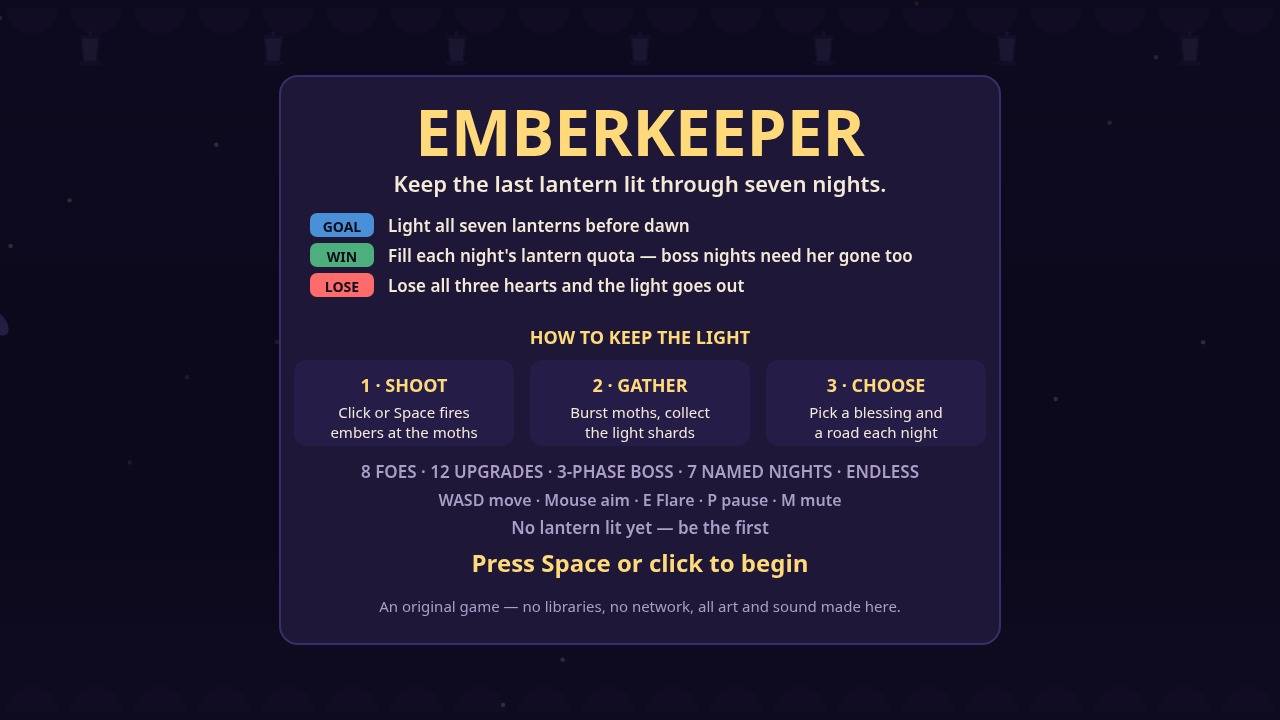 EMBERKEEPER
Keep the last lantern lit through seven nights.
GOAL Light all seven lanterns before dawn
WIN Fill each night's lantern quota — boss nights need her gone too
LOSE Lose all three hearts and the light goes out
HOW TO KEEP THE LIGHT
1 · SHOOT
Click or Space fires
embers at the moths
2 · GATHER
Burst moths, collect
the light shards
3 · CHOOSE
Pick a blessing and
a road each night
8 FOES · 12 UPGRADES · 3-PHASE BOSS · 7 NAMED NIGHTS · ENDLESS
WASD move · Mouse aim · E Flare · P pause · M mute
No lantern lit yet — be the first
Press Space or click to begin
An original game — no libraries, no network, all art and sound made here.